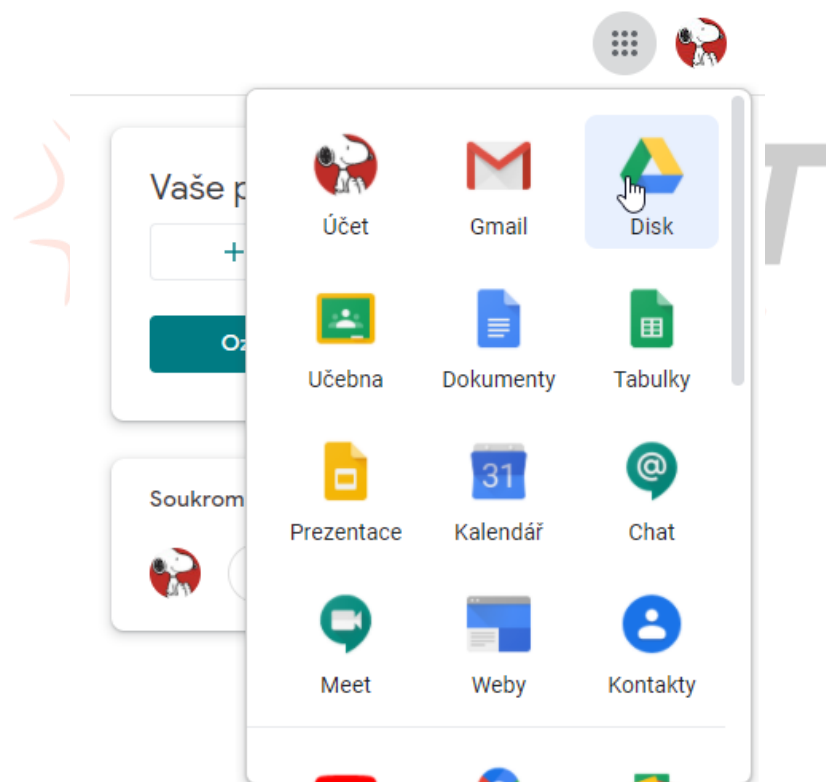 Vaše p
+
Oz
Soukrom
Účet
Gmail
Disk
Učebna
Dokumenty
Tabulky
Prezentace
31
Kalendář
@
Chat
Meet
Weby
Kontakty
T